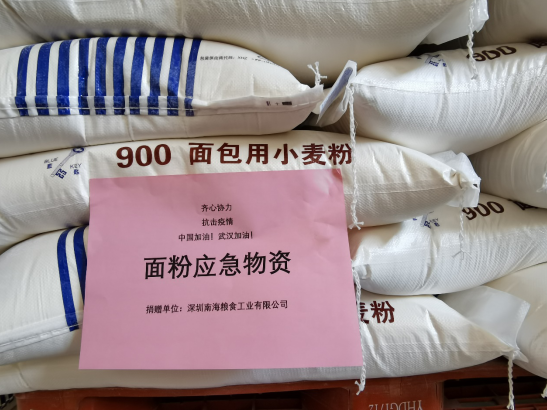 900
900 面包用小麦粉
齐心协力
抗击疫情
中国加油！武汉加油！
面粉应急物资
捐赠单位：深圳南海粮食工业有限公司
900
麦粉